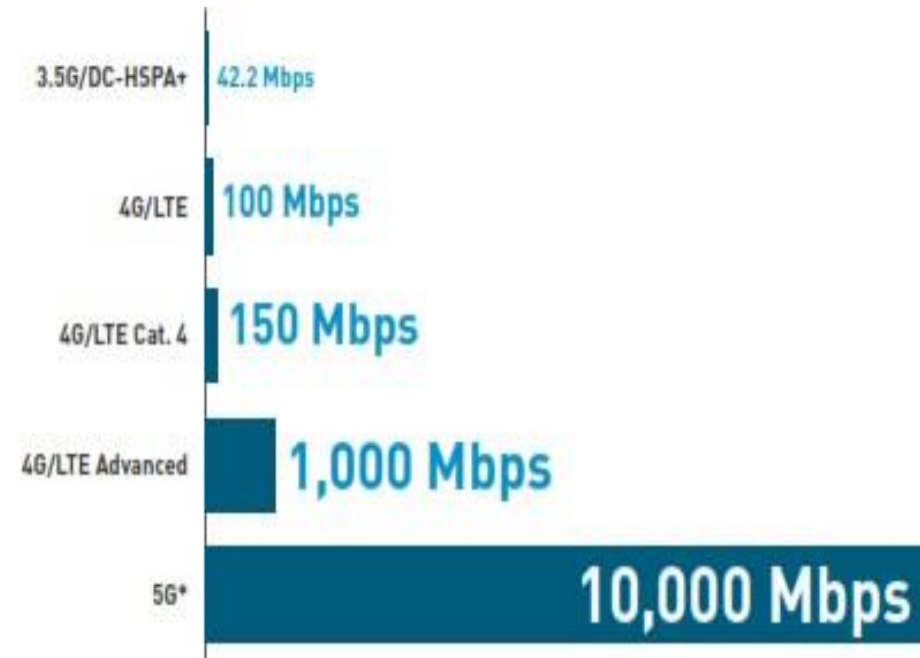 3.5G/DC-HSPA+ 42.2 Mbps
4G/LTE 100 Mbps
4G/LTE Cat. 4 150 Mbps
4G/LTE Advanced 1,000 Mbps
5G* 10,000 Mbps